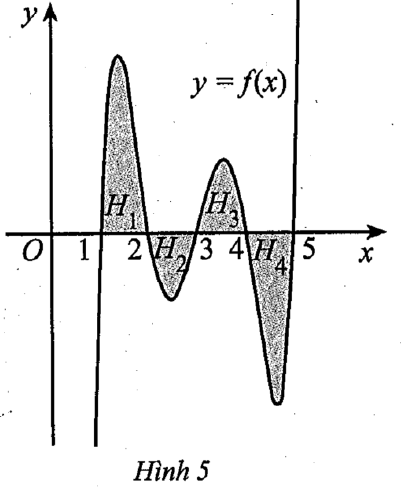 y
y = f(x)
H₁ H₃
O 1 2 H₂ 3 4 H₄ 5 x
Hình 5